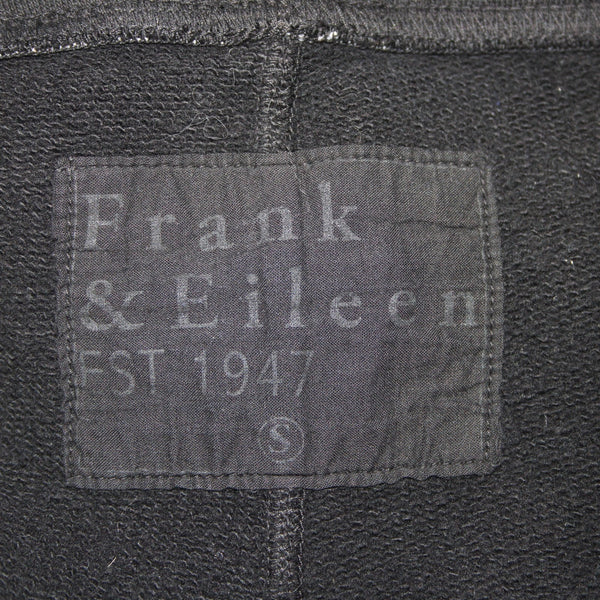 Frank
& Eileen
EST 1947
S